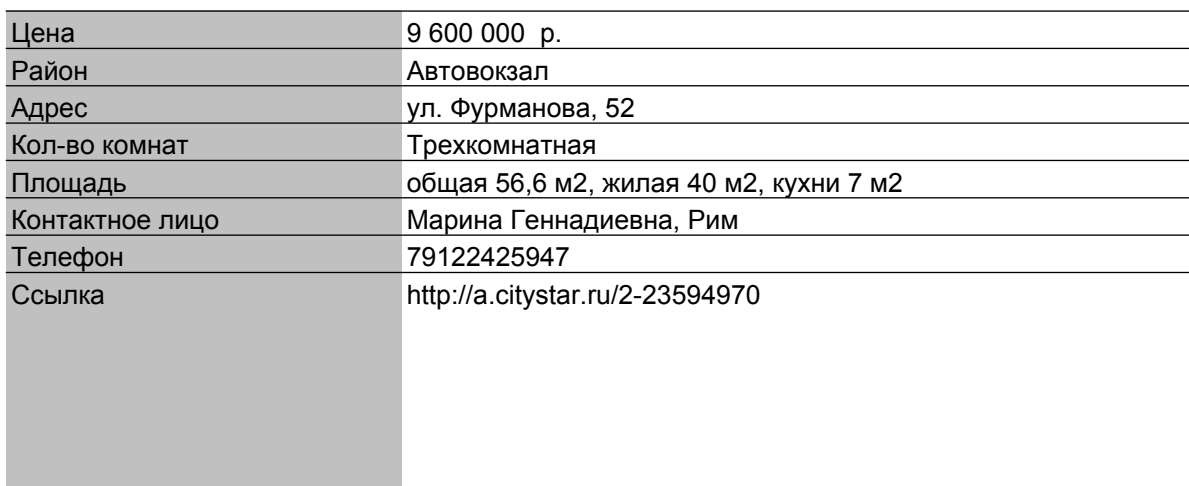 Цена 9 600 000 р.
Район Автовокзал
Адрес ул. Фурманова, 52
Кол-во комнат Трехкомнатная
Площадь общая 56,6 м2, жилая 40 м2, кухни 7 м2
Контактное лицо Марина Геннадиевна, Рим
Телефон 79122425947
Ссылка http://a.citystar.ru/2-23594970